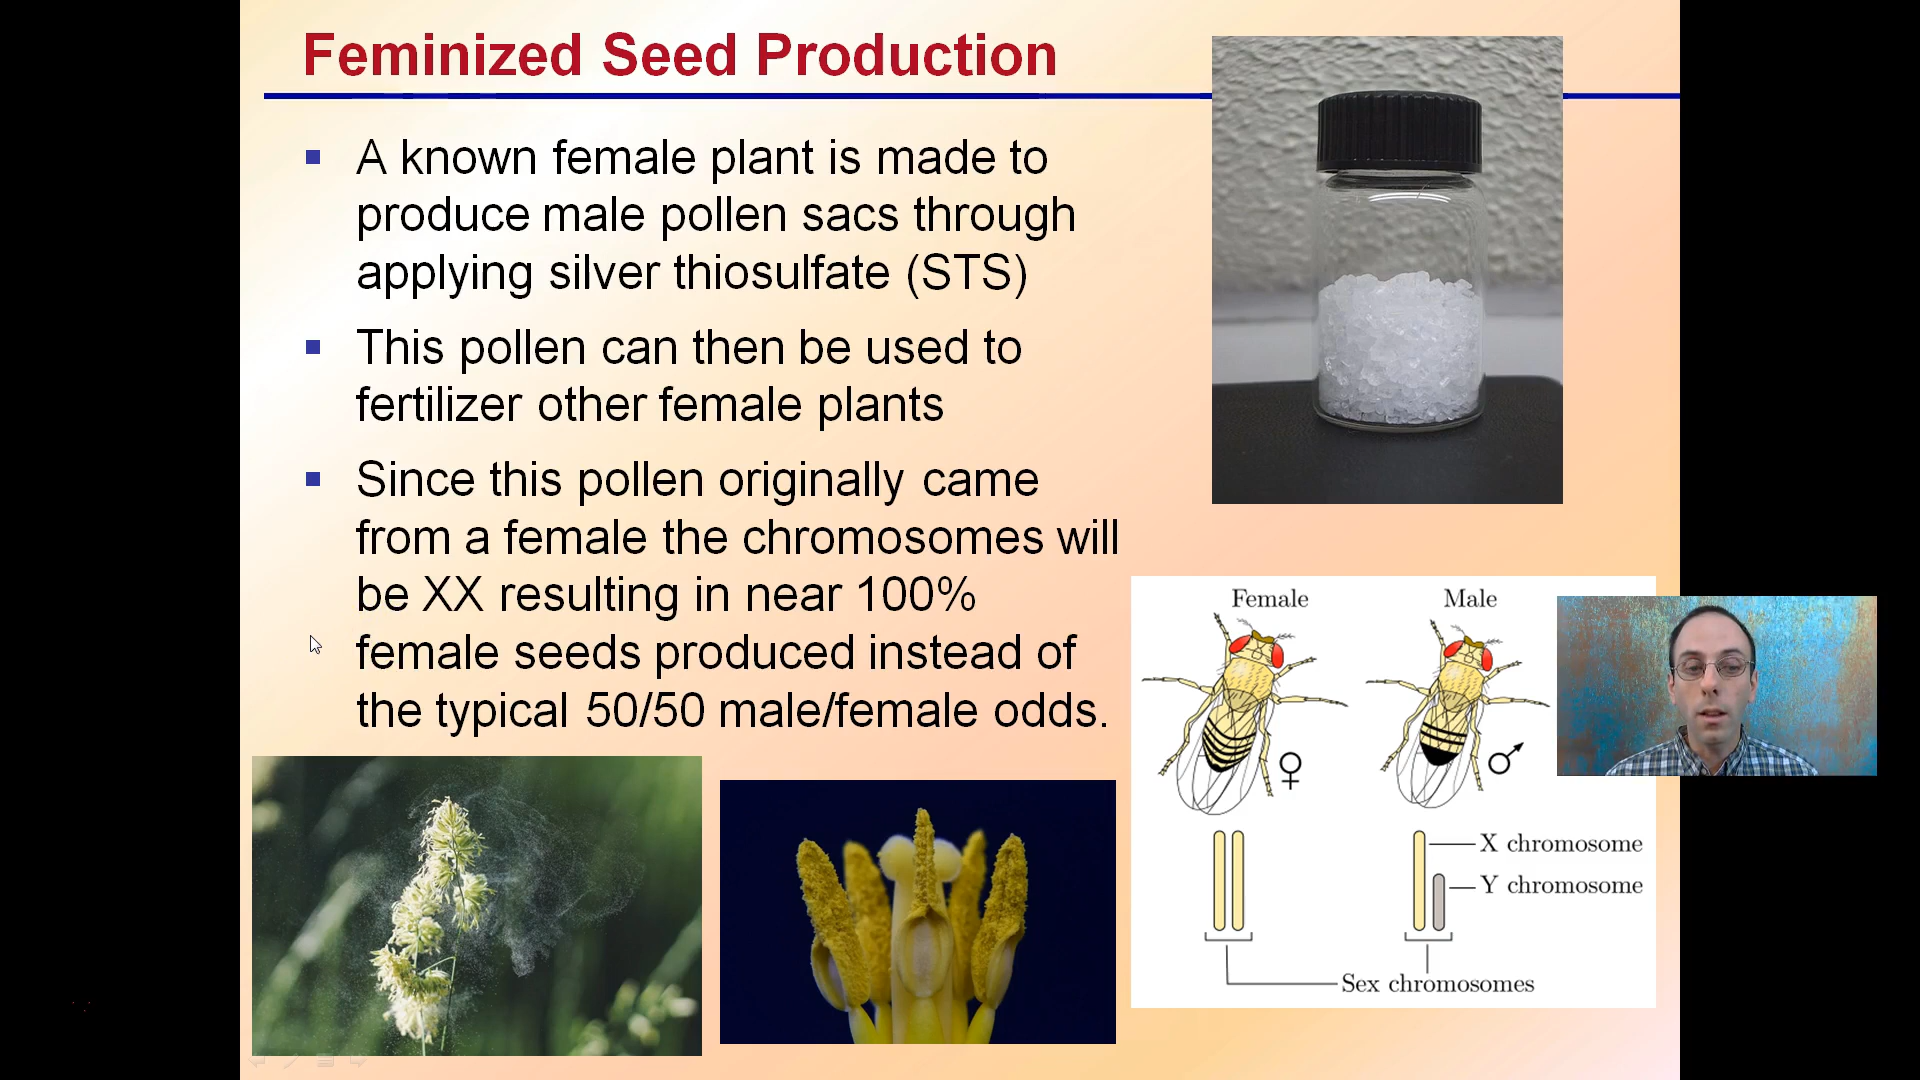 Feminized Seed Production
A known female plant is made to
produce male pollen sacs through
applying silver thiosulfate (STS)
This pollen can then be used to
fertilizer other female plants
Since this pollen originally came
from a female the chromosomes will
be XX resulting in near 100%
female seeds produced instead of
the typical 50/50 male/female odds.
Female
Male
X chromosome
Y chromosome
Sex chromosomes